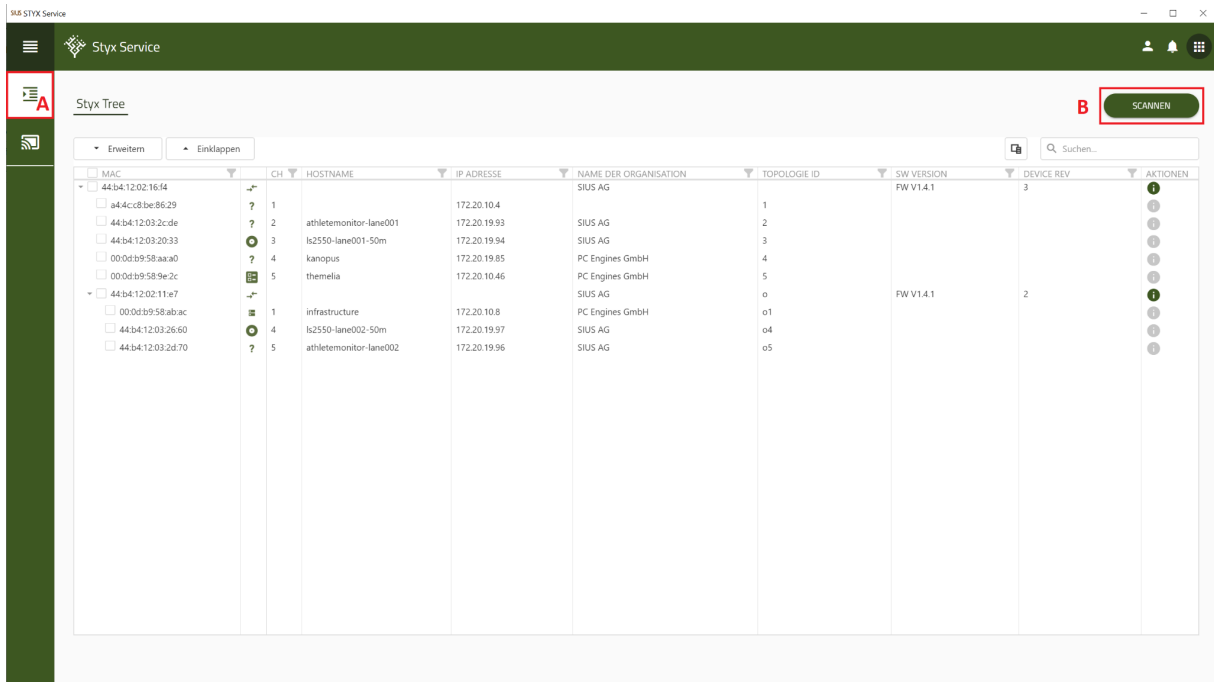 SIUS STYX Service
Styx Service
A
Styx Tree
B
SCANNEN
Erweitern Einklappen Suchen...
MAC CH HOSTNAME IP ADRESSE NAME DER ORGANISATION TOPOLOGIE ID SW VERSION DEVICE REV AKTIONEN
44:b4:12:02:16:f4 SIUS AG FW V1.4.1 3
a4:4c:c8:be:86:29 ? 1 172.20.10.4 1
44:b4:12:03:2c:de ? 2 athletemonitor-lane001 172.20.19.93 SIUS AG 2
44:b4:12:03:20:33 3 ls2550-lane001-50m 172.20.19.94 SIUS AG 3
00:0d:b9:58:aa:a0 ? 4 kanopus 172.20.19.85 PC Engines GmbH 4
00:0d:b9:58:9e:2c 5 themelia 172.20.10.46 PC Engines GmbH 5
44:b4:12:02:11:e7 SIUS AG o FW V1.4.1 2
00:0d:b9:58:ab:ac 1 infrastructure 172.20.10.8 PC Engines GmbH o1
44:b4:12:03:26:60 4 ls2550-lane002-50m 172.20.19.97 SIUS AG o4
44:b4:12:03:2d:70 ? 5 athletemonitor-lane002 172.20.19.96 SIUS AG o5